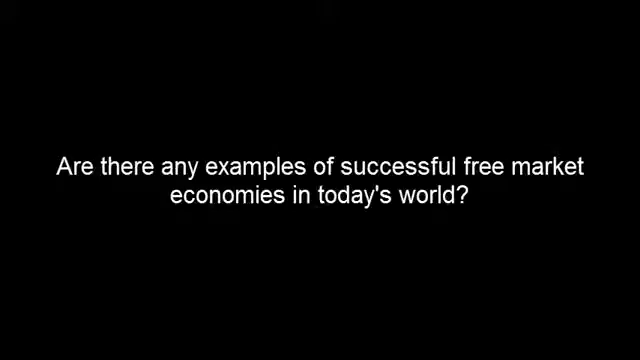 Are there any examples of successful free market
economies in today's world?